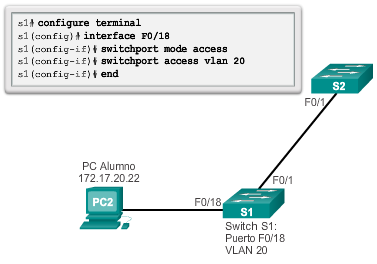 s1# configure terminal
s1(config)# interface F0/18
s1(config-if)# switchport mode access
s1(config-if)# switchport access vlan 20
s1(config-if)# end
S2
F0/1
PC Alumno
172.17.20.22
F0/1
PC2
F0/18
S1
Switch S1:
Puerto F0/18
VLAN 20